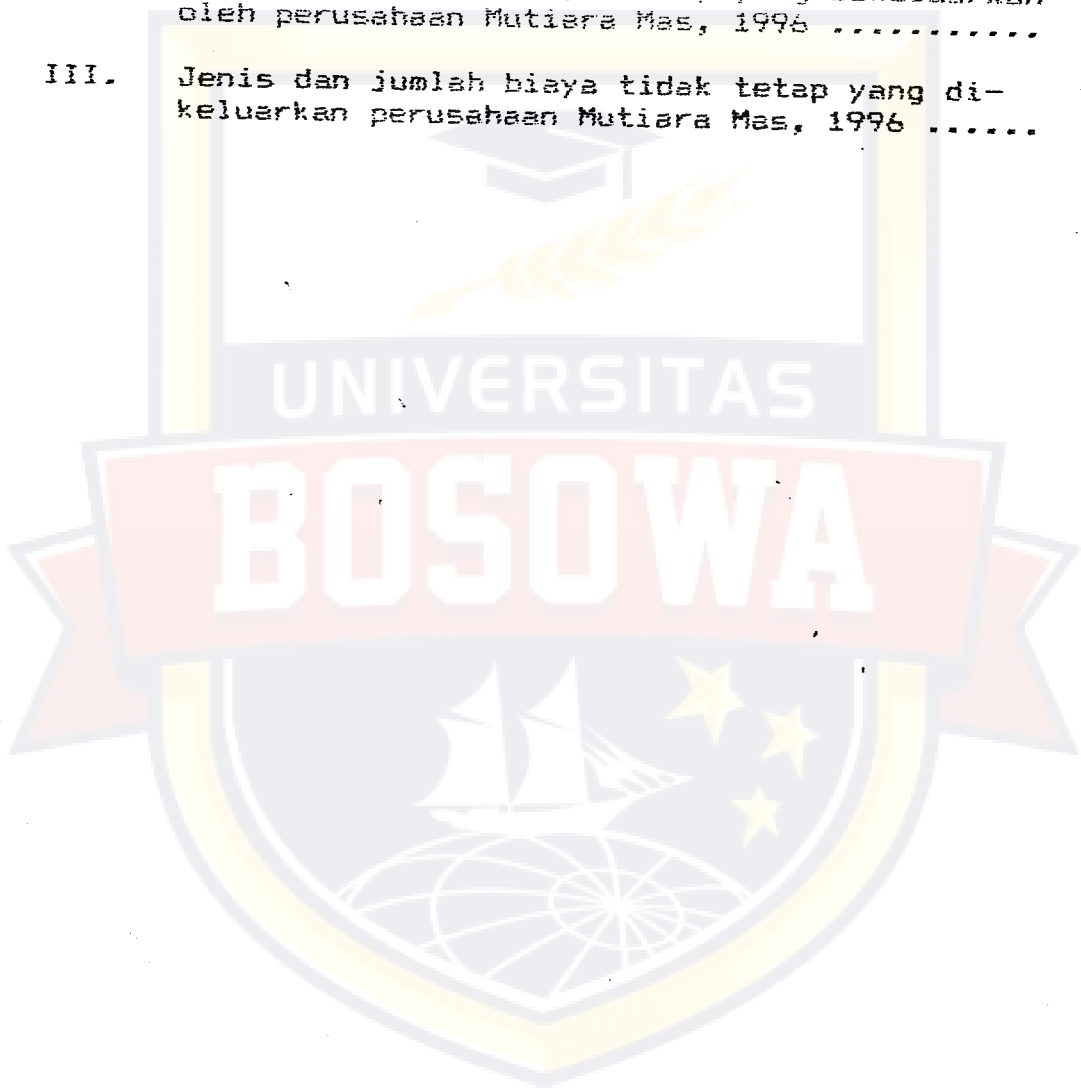 oleh perusahaan Mutiara Mas, 1996 ...........
III. Jenis dan jumlah biaya tidak tetap yang di-
keluarkan perusahaan Mutiara Mas, 1996 ......
UNIVERSITAS
BOSOWA